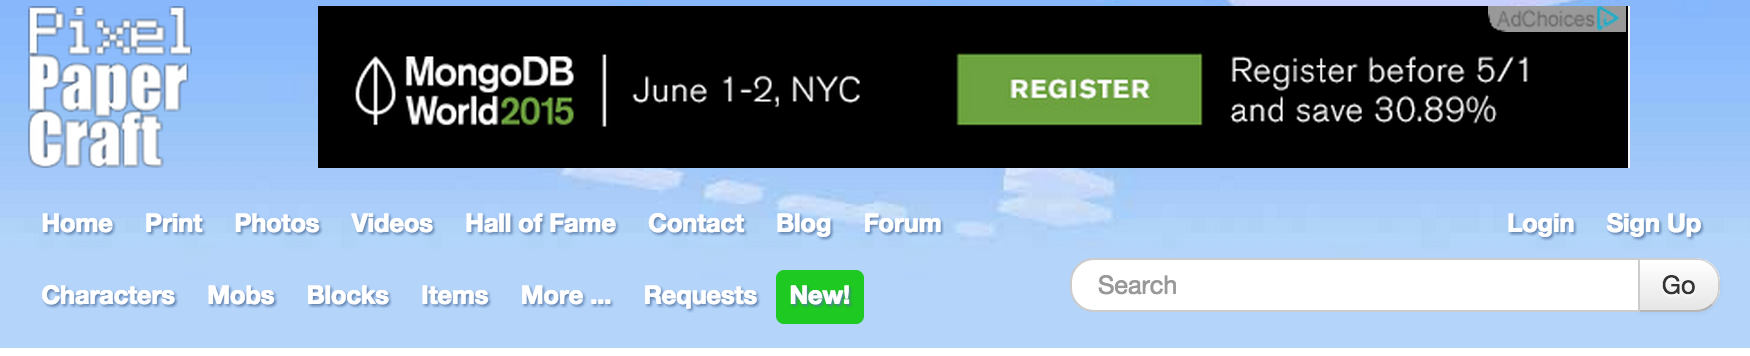 Pixel
Paper
Craft
AdChoices
MongoDB
World2015
June 1-2, NYC
REGISTER
Register before 5/1
and save 30.89%
Home Print Photos Videos Hall of Fame Contact Blog Forum Login Sign Up
Characters Mobs Blocks Items More ... Requests New! Search Go